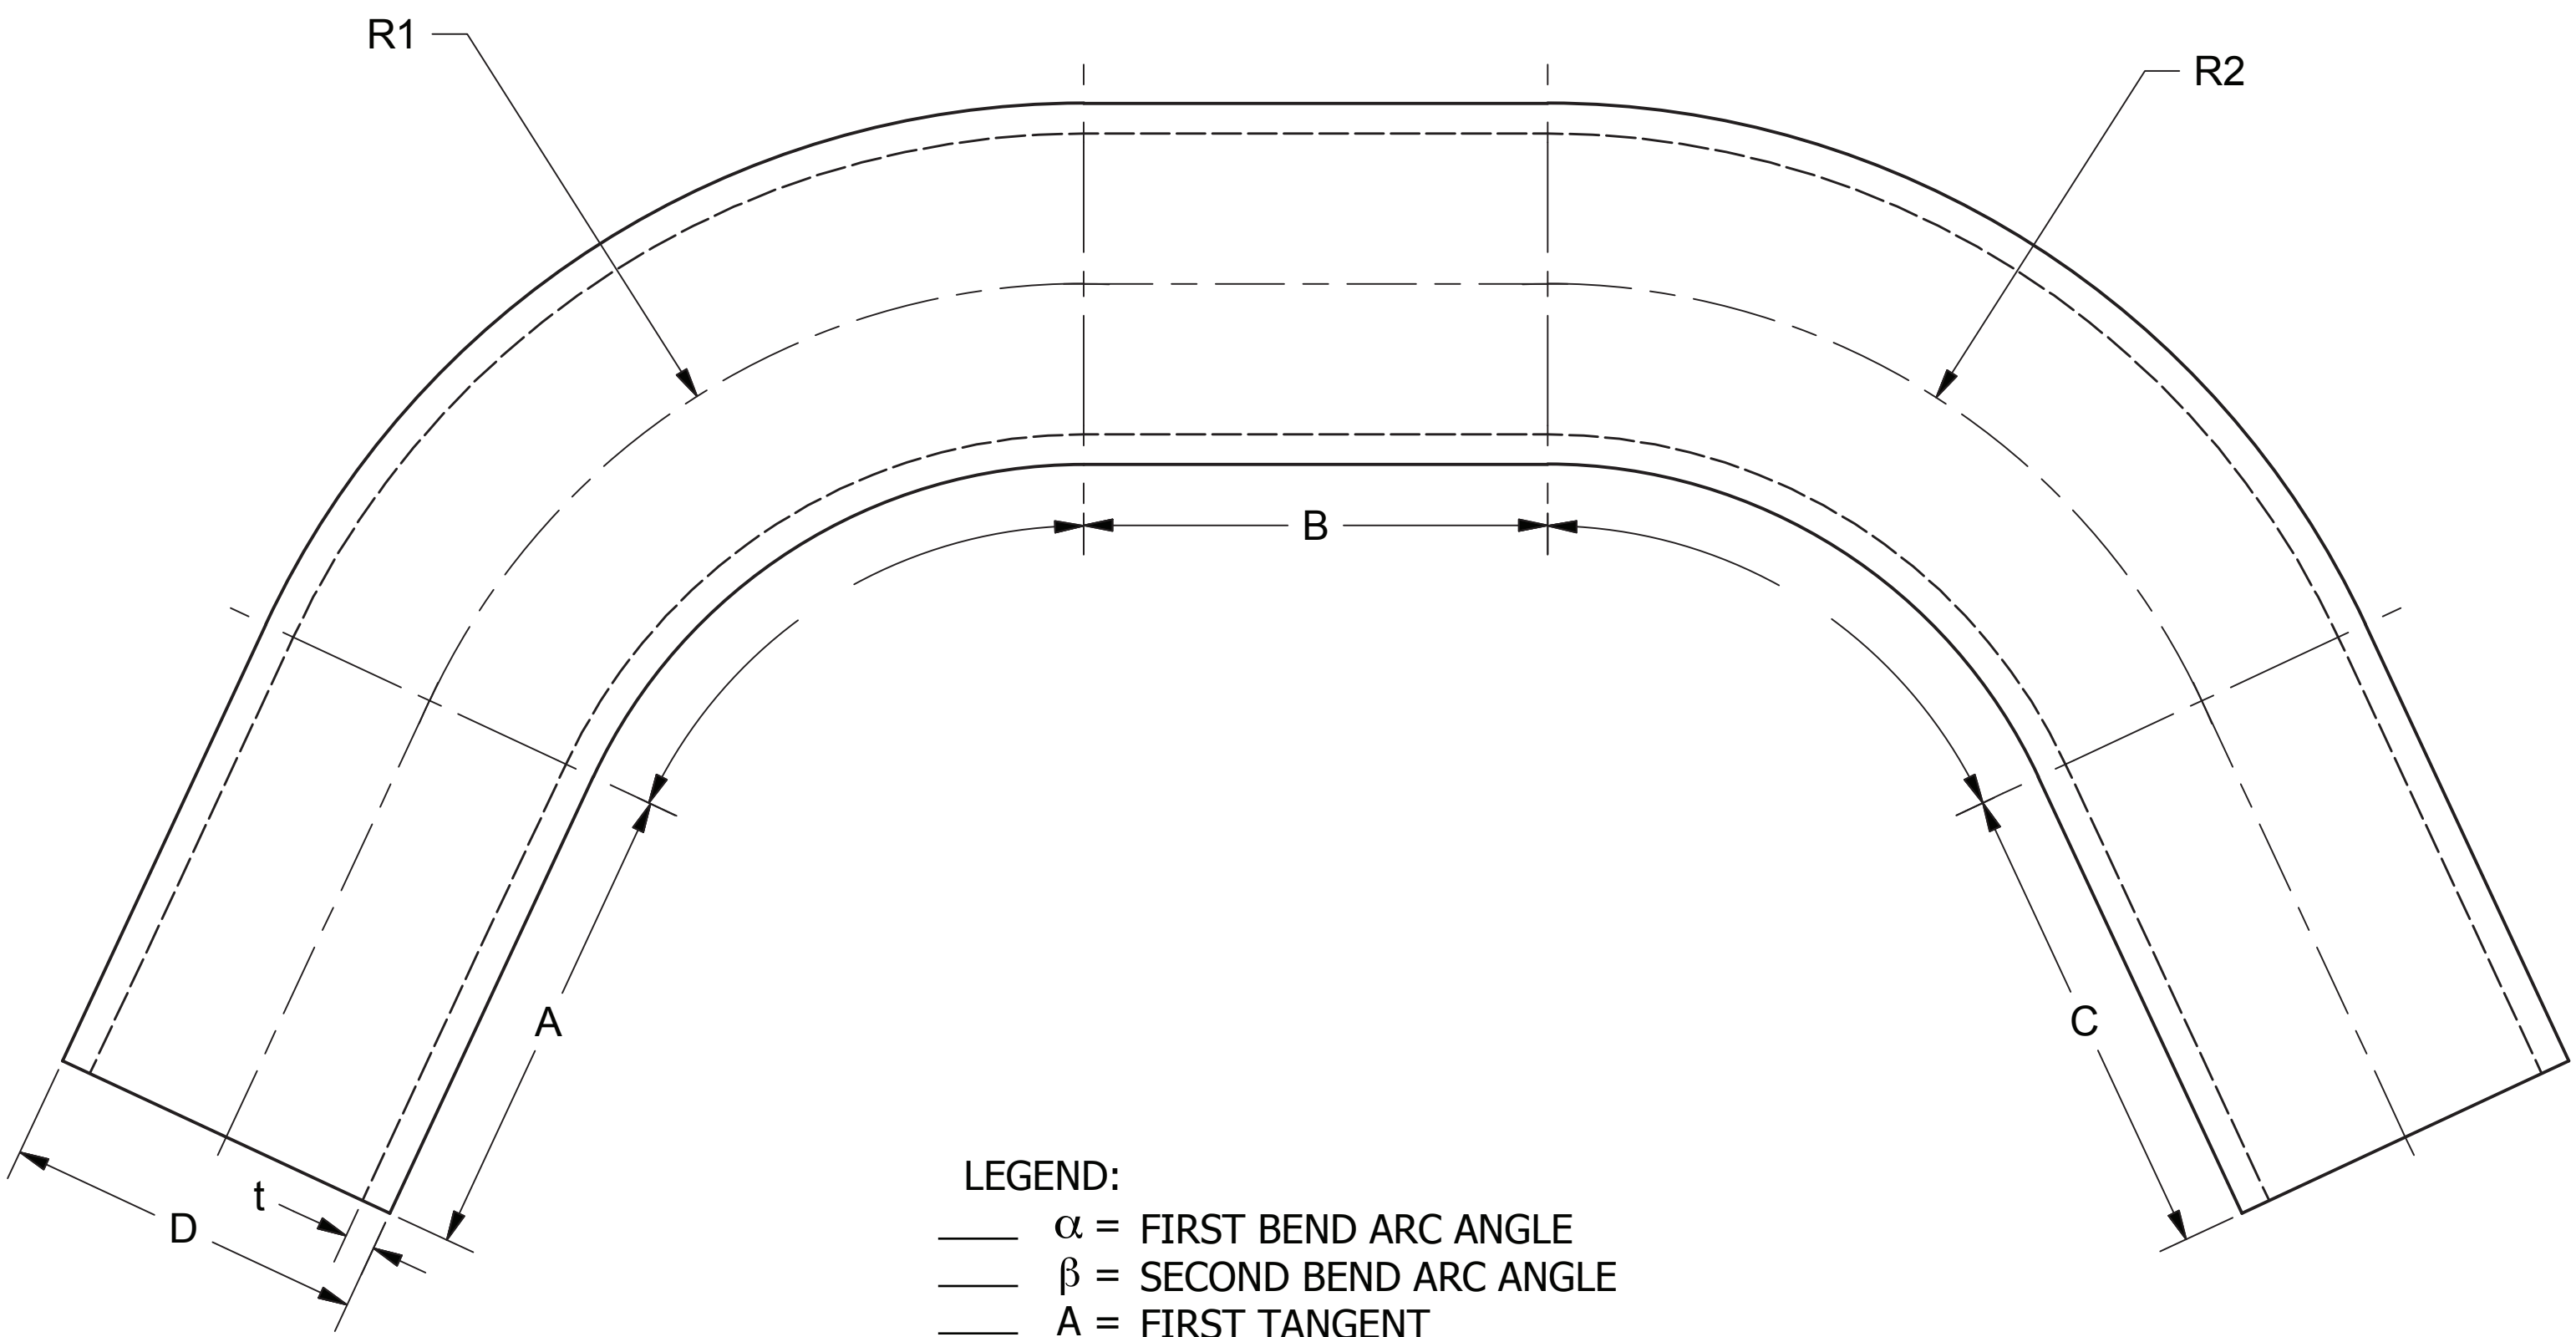 R1
R2
B
A
C
t
D
LEGEND:
α = FIRST BEND ARC ANGLE
β = SECOND BEND ARC ANGLE
A = FIRST TANGENT